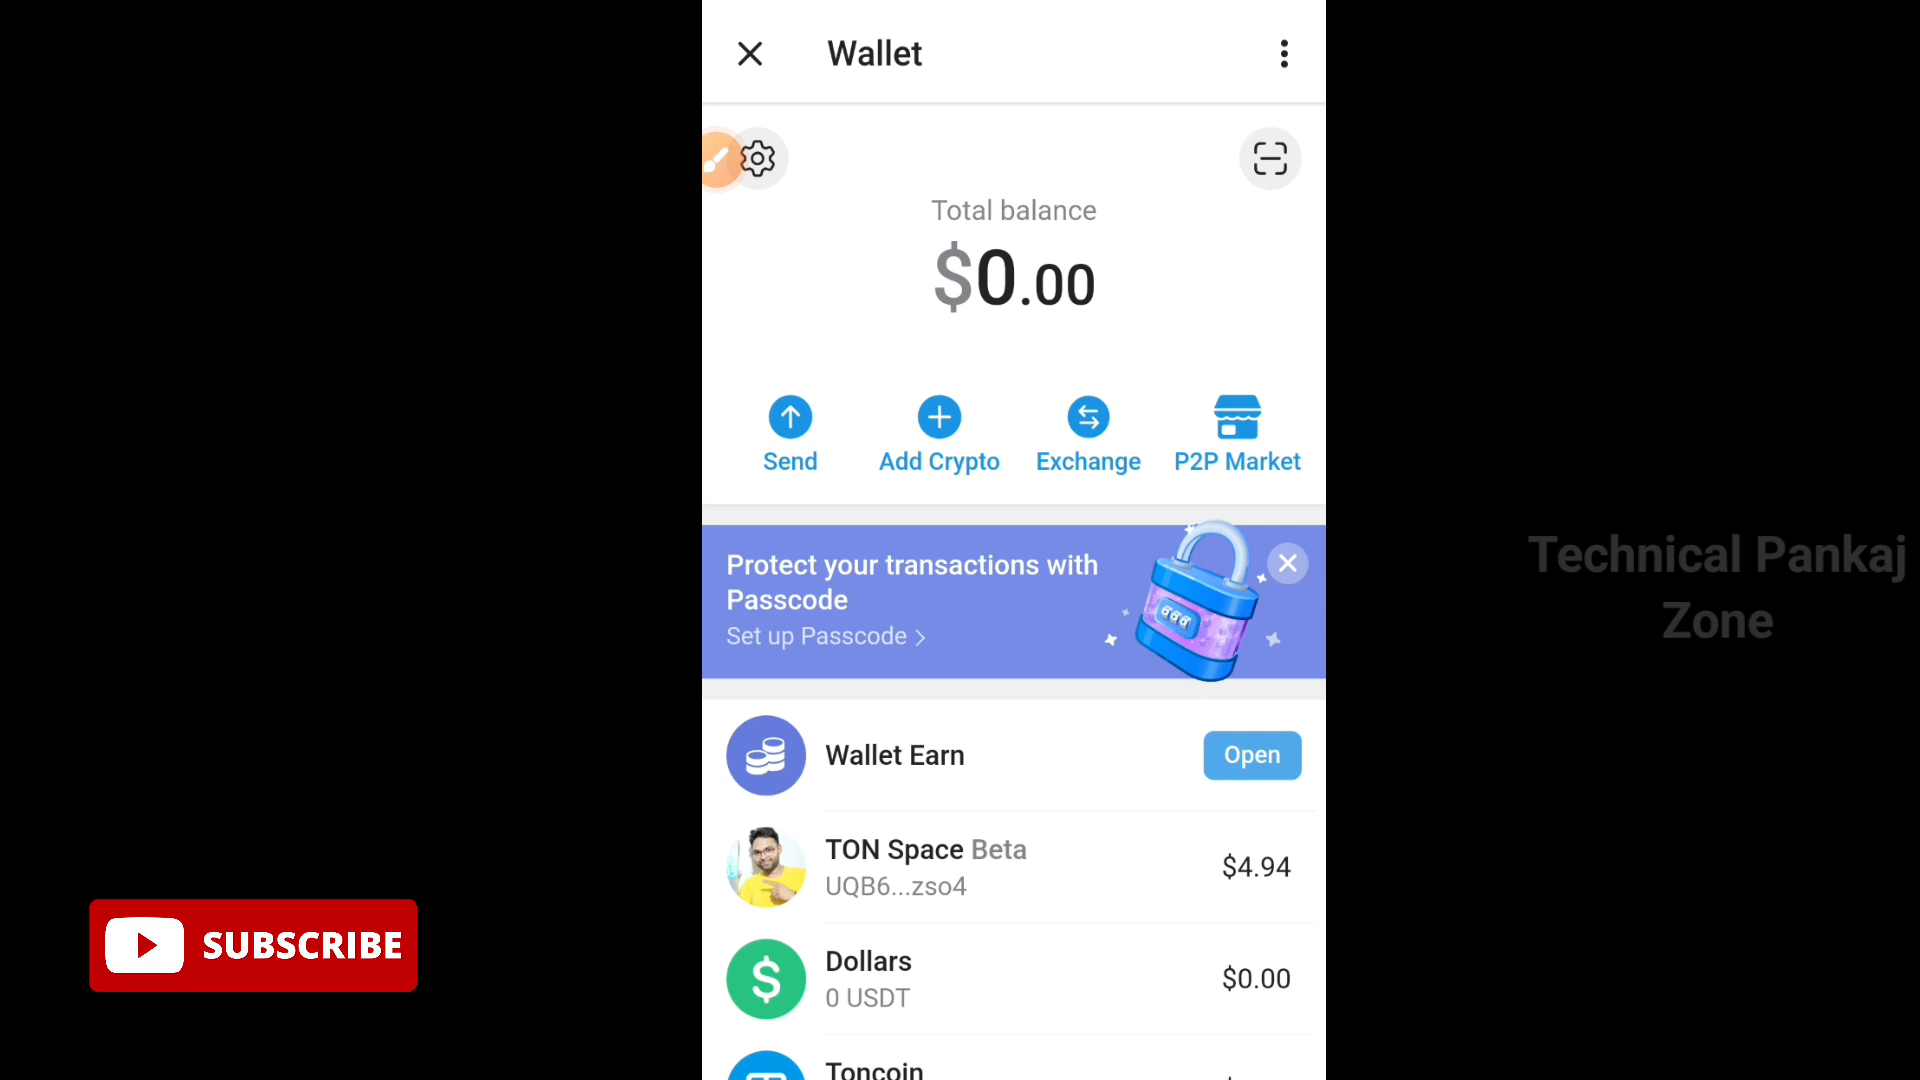 Wallet
Total balance
$0.00
Send
Add Crypto
Exchange
P2P Market
Protect your transactions with
Passcode
Set up Passcode >
Wallet Earn
Open
TON Space Beta
UQB6...zso4
$4.94
Dollars
0 USDT
$0.00
Toncoin
SUBSCRIBE
Technical Pankaj
Zone